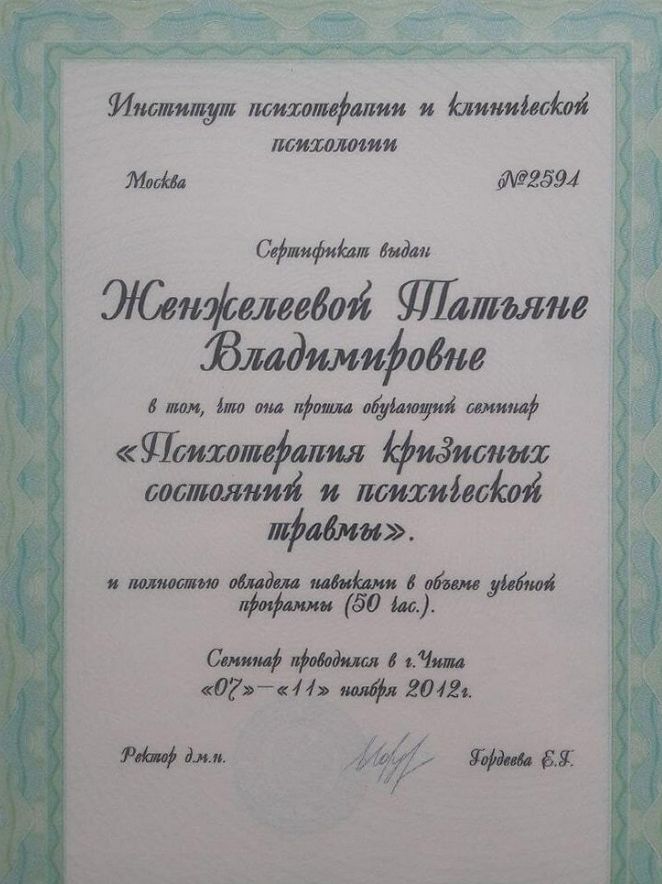 Институт психотерапии и клинической
психологии
Москва №2594
Сертификат выдан
Женжелеевой Татьяне
Владимировне
в том, что она прошла обучающий семинар
«Психотерапия кризисных
состояний и психической
травмы».
и полностью овладела навыками в объеме учебной
программы (50 час.).
Семинар проводился в г.Чита
«07»—«11» ноября 2012г.
Ректор д.м.н. Гордеева Е.Г.